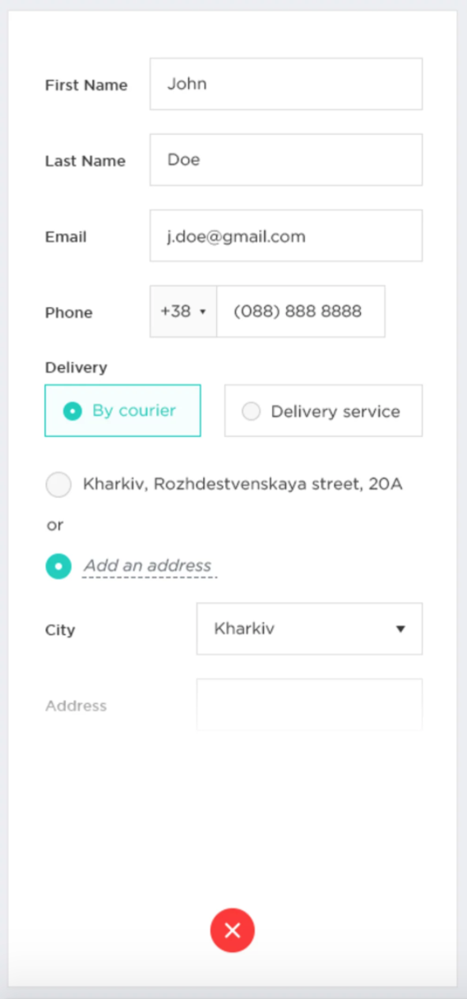 First Name John
Last Name Doe
Email j.doe@gmail.com
Phone +38 (088) 888 8888
Delivery
By courier Delivery service
Kharkiv, Rozhdestvenskaya street, 20A
or
Add an address
City Kharkiv
Address